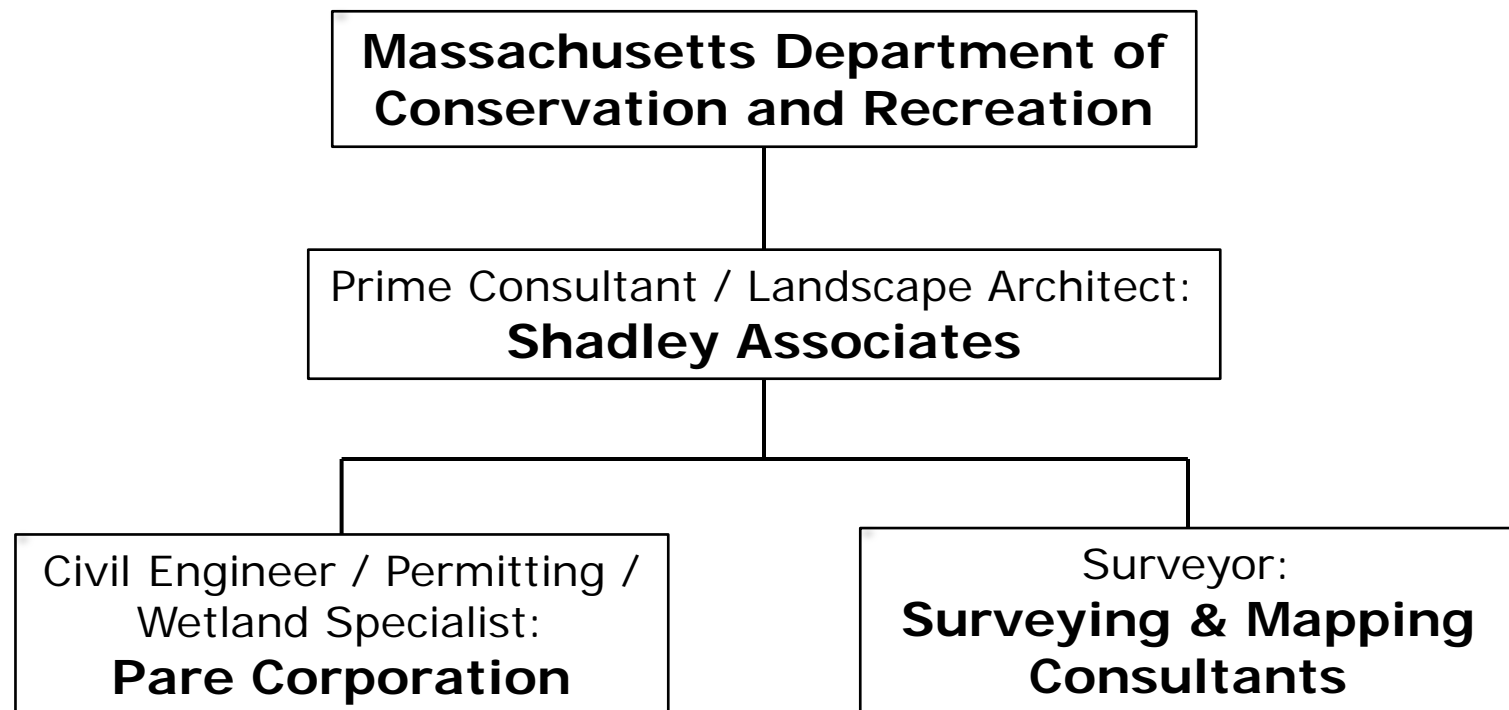 Massachusetts Department of
Conservation and Recreation
Prime Consultant / Landscape Architect:
Shadley Associates
Civil Engineer / Permitting /
Wetland Specialist:
Pare Corporation
Surveyor:
Surveying & Mapping
Consultants